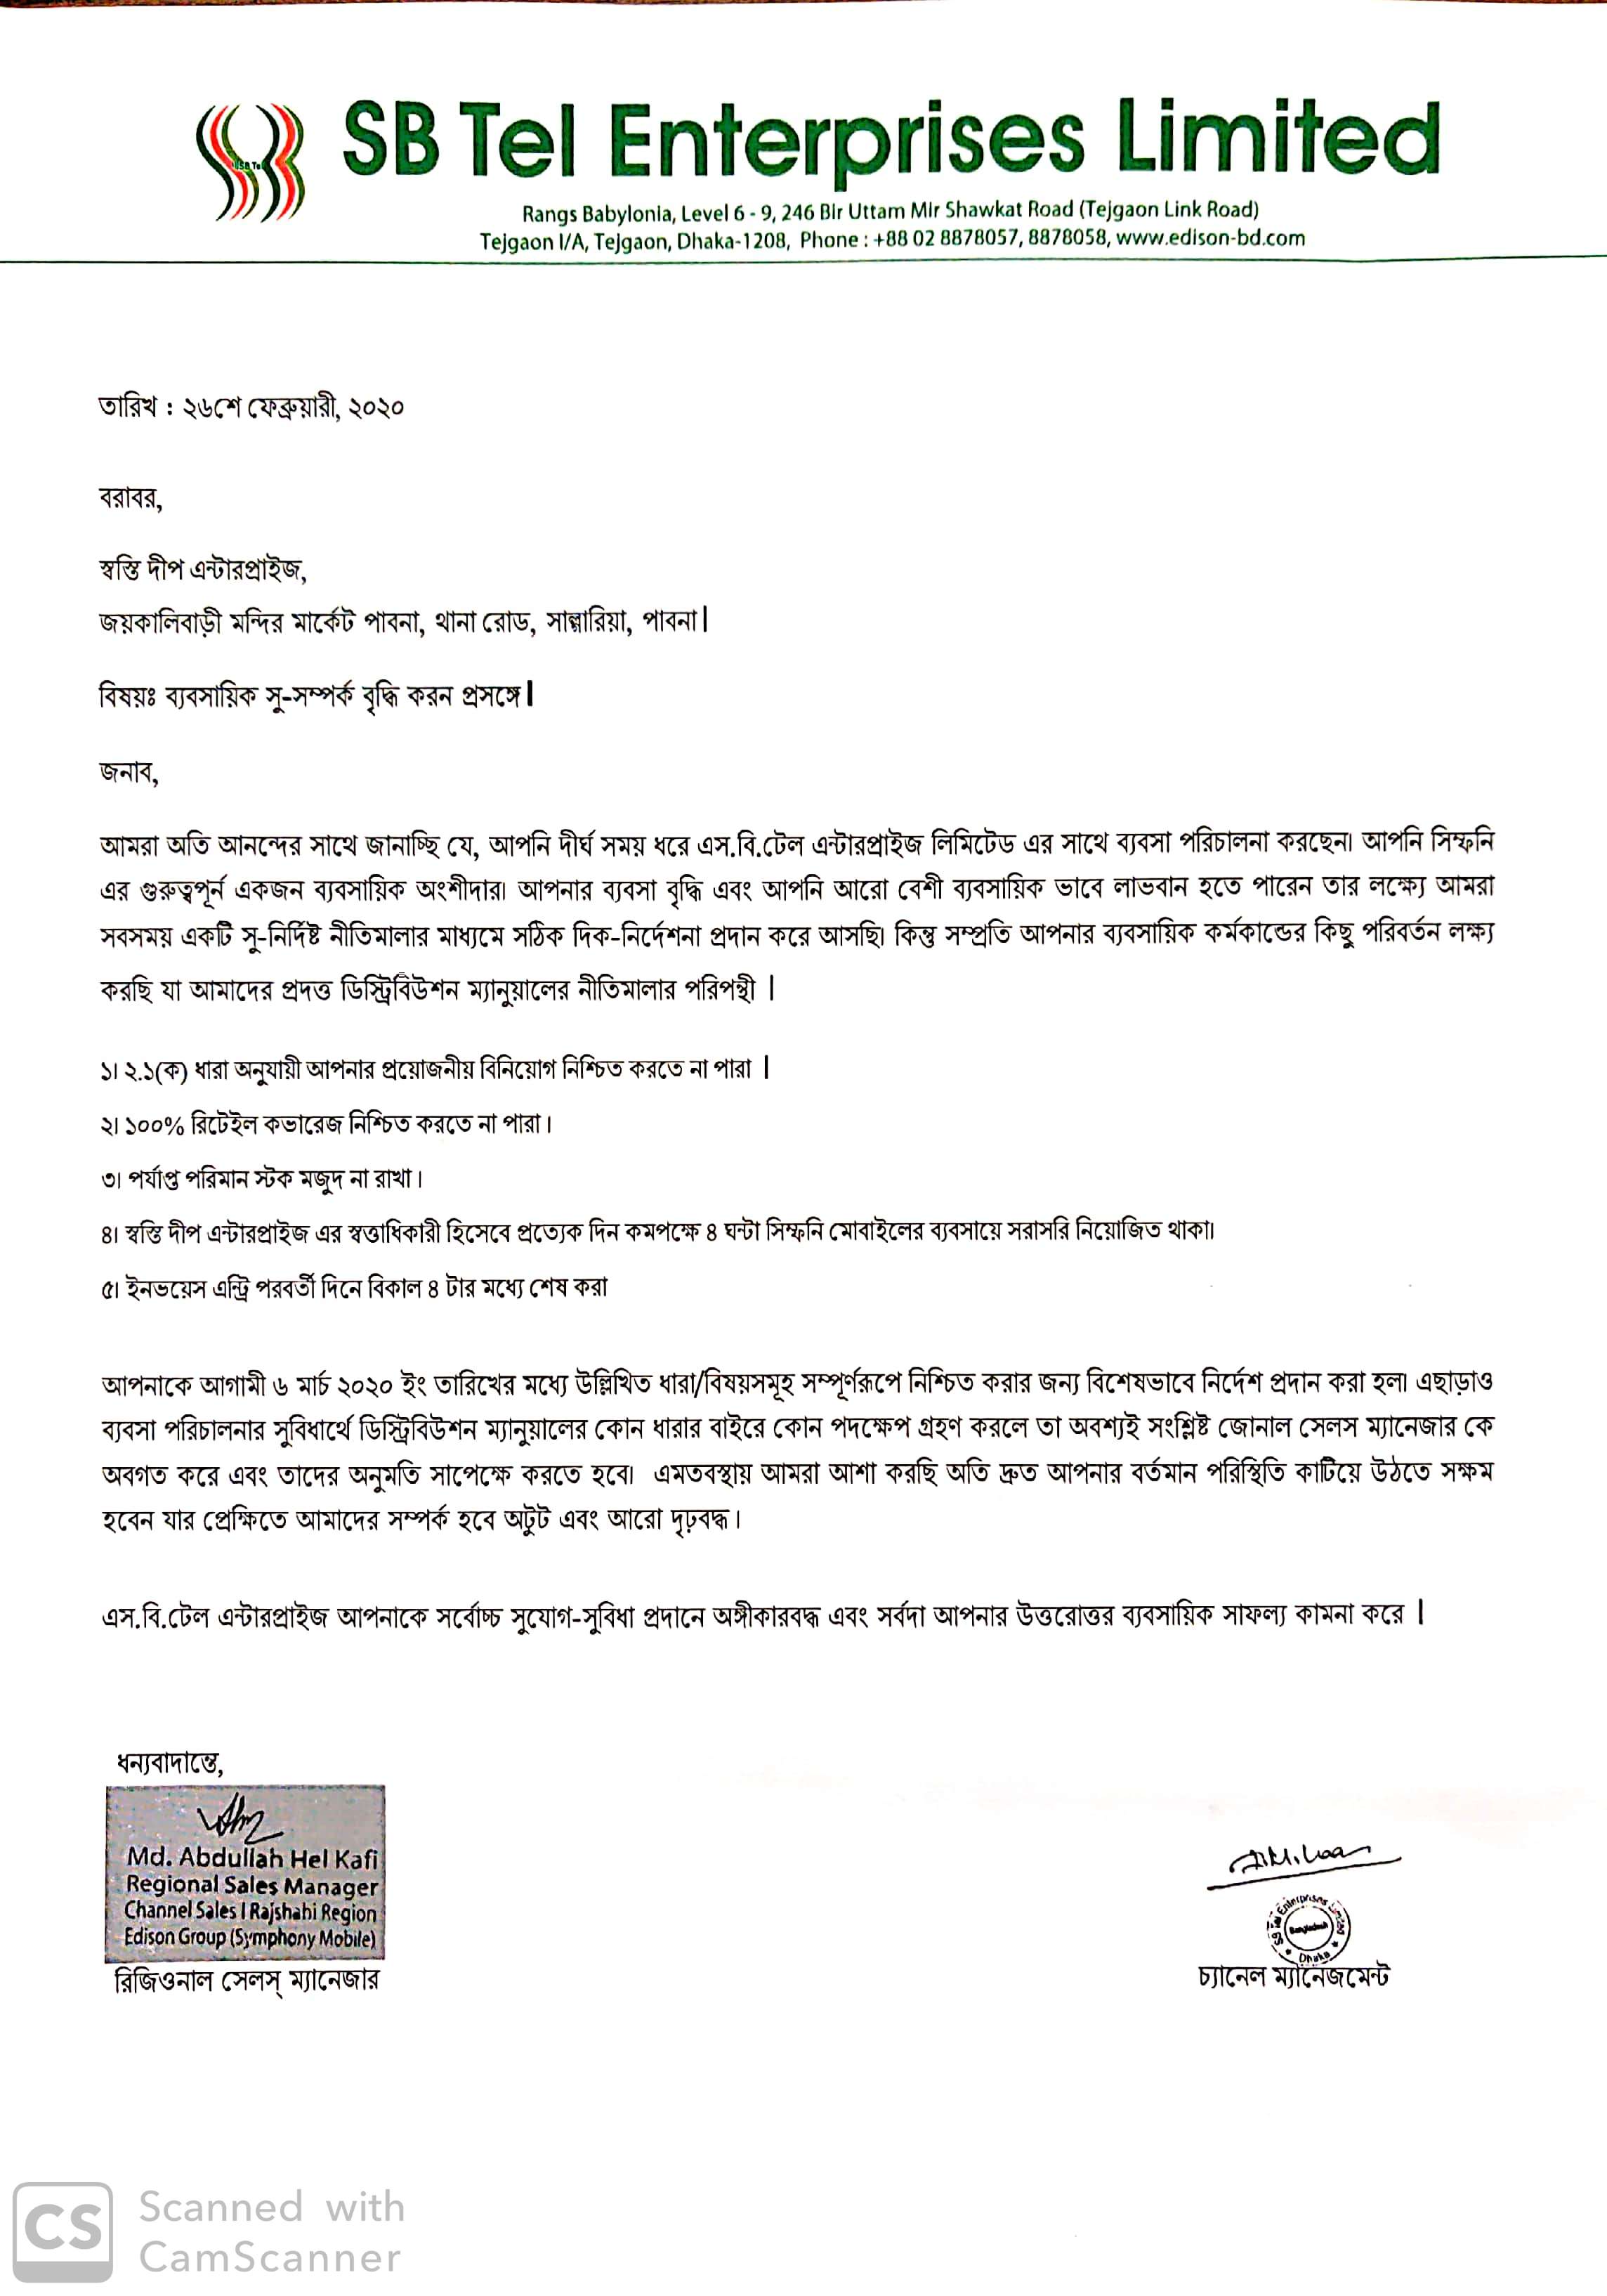 SB Tel Enterprises Limited
Rangs Babylonia, Level 6 - 9, 246 Bir Uttam Mir Shawkat Road (Tejgaon Link Road)
Tejgaon I/A, Tejgaon, Dhaka-1208, Phone : +88 02 8878057, 8878058, www.edison-bd.com
তারিখ : ২৬শে ফেব্রুয়ারী, ২০২০
বরাবর,
স্বস্তি দীপ এন্টারপ্রাইজ,
জয়কালিবাড়ী মন্দির মার্কেট পাবনা, থানা রোড, সাল্লারিয়া, পাবনা।
বিষয়ঃ ব্যবসায়িক সু-সম্পর্ক বৃদ্ধি করন প্রসঙ্গে।
জনাব,
আমরা অতি আনন্দের সাথে জানাচ্ছি যে, আপনি দীর্ঘ সময় ধরে এস.বি.টেল এন্টারপ্রাইজ লিমিটেড এর সাথে ব্যবসা পরিচালনা করছেন। আপনি সিম্ফনি
এর গুরুত্বপূর্ন একজন ব্যবসায়িক অংশীদার। আপনার ব্যবসা বৃদ্ধি এবং আপনি আরো বেশী ব্যবসায়িক ভাবে লাভবান হতে পারেন তার লক্ষ্যে আমরা
সবসময় একটি সু-নির্দিষ্ট নীতিমালার মাধ্যমে সঠিক দিক-নির্দেশনা প্রদান করে আসছি। কিন্তু সম্প্রতি আপনার ব্যবসায়িক কর্মকান্ডের কিছু পরিবর্তন লক্ষ্য
করছি যা আমাদের প্রদত্ত ডিস্ট্রিবিউশন ম্যানুয়ালের নীতিমালার পরিপন্থী |
১। ২.১(ক) ধারা অনুযায়ী আপনার প্রয়োজনীয় বিনিয়োগ নিশ্চিত করতে না পারা |
২। ১০০% রিটেইল কভারেজ নিশ্চিত করতে না পারা।
৩। পর্যাপ্ত পরিমান স্টক মজুদ না রাখা।
৪। স্বস্তি দীপ এন্টারপ্রাইজ এর স্বত্তাধিকারী হিসেবে প্রত্যেক দিন কমপক্ষে ৪ ঘন্টা সিম্ফনি মোবাইলের ব্যবসায়ে সরাসরি নিয়োজিত থাকা।
৫। ইনভয়েস এন্ট্রি পরবর্তী দিনে বিকাল ৪ টার মধ্যে শেষ করা
আপনাকে আগামী ৬ মার্চ ২০২০ ইং তারিখের মধ্যে উল্লিখিত ধারা/বিষয়সমূহ সম্পূর্ণরূপে নিশ্চিত করার জন্য বিশেষভাবে নির্দেশ প্রদান করা হল। এছাড়াও
ব্যবসা পরিচালনার সুবিধার্থে ডিস্ট্রিবিউশন ম্যানুয়ালের কোন ধারার বাইরে কোন পদক্ষেপ গ্রহণ করলে তা অবশ্যই সংশ্লিষ্ট জোনাল সেলস ম্যানেজার কে
অবগত করে এবং তাদের অনুমতি সাপেক্ষে করতে হবে। এমতবস্থায় আমরা আশা করছি অতি দ্রুত আপনার বর্তমান পরিস্থিতি কাটিয়ে উঠতে সক্ষম
হবেন যার প্রেক্ষিতে আমাদের সম্পর্ক হবে অটুট এবং আরো দৃঢ়বদ্ধ।
এস.বি.টেল এন্টারপ্রাইজ আপনাকে সর্বোচ্চ সুযোগ-সুবিধা প্রদানে অঙ্গীকারবদ্ধ এবং সর্বদা আপনার উত্তরোত্তর ব্যবসায়িক সাফল্য কামনা করে |
ধন্যবাদান্তে,
Md. Abdullah Hel Kafi
Regional Sales Manager
Channel Sales | Rajshahi Region
Edison Group (Symphony Mobile)
রিজিওনাল সেলস্ ম্যানেজার
SB Tel Enterprises Limited
Bangladesh
* Dhaka *
চ্যানেল ম্যানেজমেন্ট
CS Scanned with
CamScanner